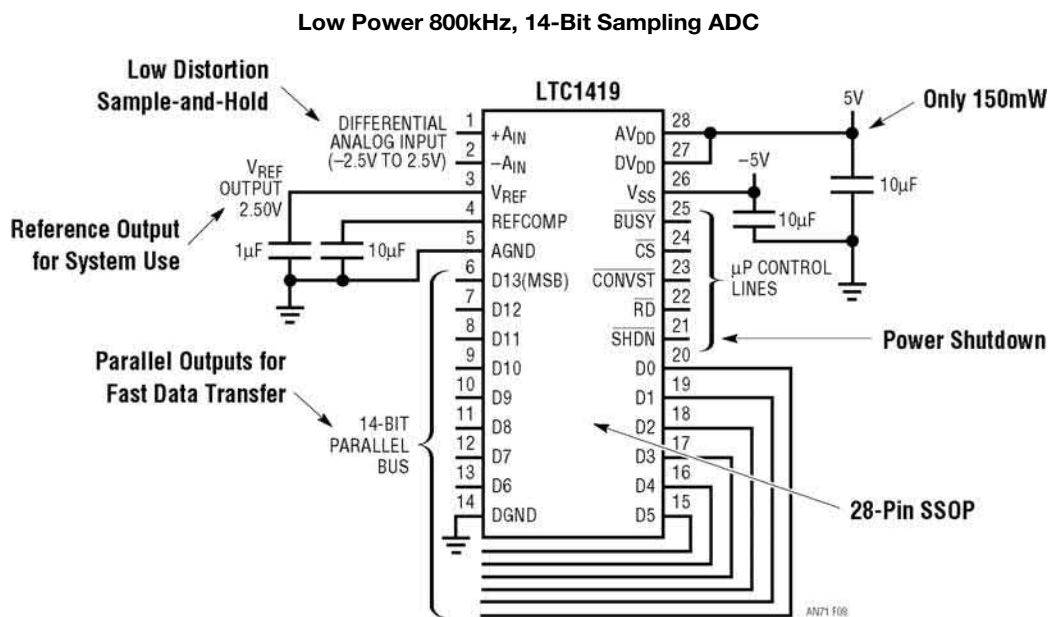 Low Power 800kHz, 14-Bit Sampling ADC
Low Distortion
Sample-and-Hold
LTC1419
5V
Only 150mW
DIFFERENTIAL
ANALOG INPUT
(–2.5V TO 2.5V)
1
+AIN
2
–AIN
3
VREF
4
REFCOMP
5
AGND
6
D13(MSB)
7
D12
8
D11
9
D10
10
D9
11
D8
12
D7
13
D6
14
DGND
AVDD
28
DVDD
27
VSS
26
BUSY
25
CS
24
CONVST
23
RD
22
SHDN
21
D0
20
D1
19
D2
18
D3
17
D4
16
D5
15
VREF
OUTPUT
2.50V
Reference Output
for System Use
1µF
10µF
–5V
10µF
10µF
µP CONTROL
LINES
Power Shutdown
Parallel Outputs for
Fast Data Transfer
14-BIT
PARALLEL
BUS
28-Pin SSOP
AN71 F08